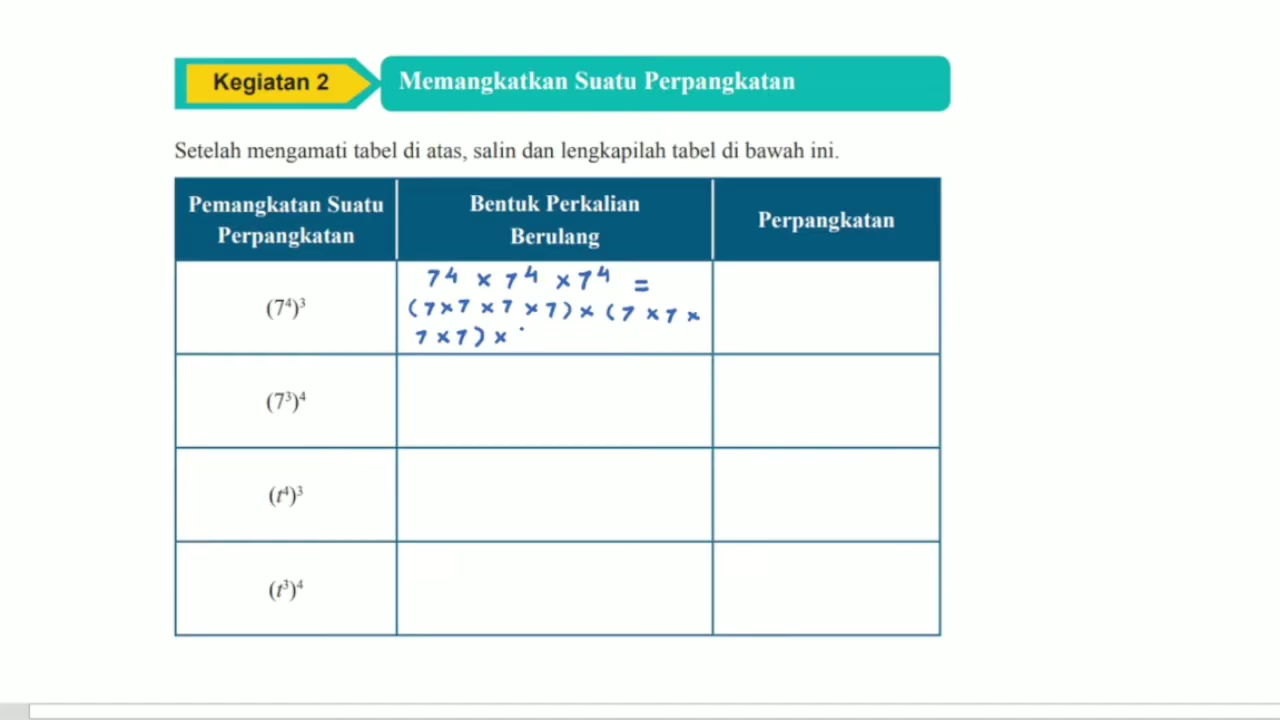 Kegiatan 2
Memangkatkan Suatu Perpangkatan
Setelah mengamati tabel di atas, salin dan lengkapilah tabel di bawah ini.
Pemangkatan Suatu
Perpangkatan
Bentuk Perkalian
Berulang
Perpangkatan
(7⁴)³
7⁴ × 7⁴ × 7⁴ =
(7 × 7 × 7 × 7) × (7 × 7 ×
7 × 7) ×
(7³)⁴
(t⁴)³
(t³)⁴